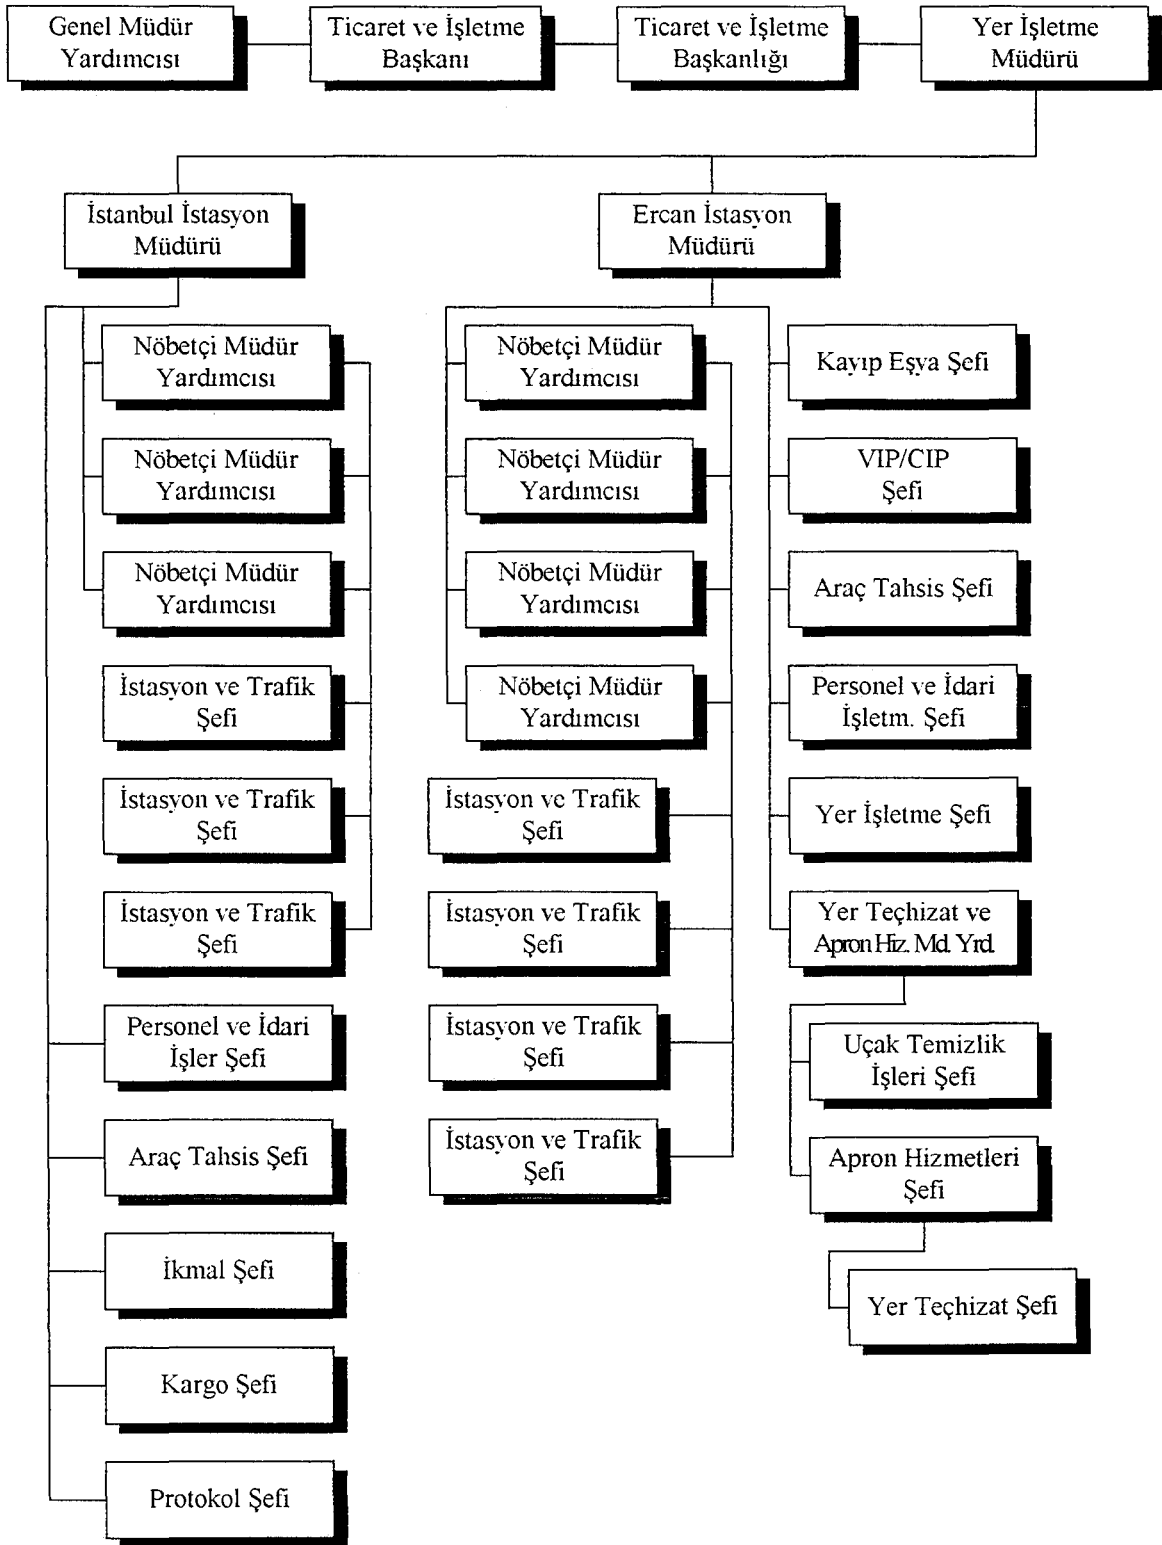 Genel Müdür
Yardımcısı
Ticaret ve İşletme
Başkanı
Ticaret ve İşletme
Başkanlığı
Yer İşletme
Müdürü
İstanbul İstasyon
Müdürü
Ercan İstasyon
Müdürü
Nöbetçi Müdür
Yardımcısı
Nöbetçi Müdür
Yardımcısı
Nöbetçi Müdür
Yardımcısı
İstasyon ve Trafik
Şefi
İstasyon ve Trafik
Şefi
İstasyon ve Trafik
Şefi
Personel ve İdari
İşler Şefi
Araç Tahsis Şefi
İkmal Şefi
Kargo Şefi
Protokol Şefi
Nöbetçi Müdür
Yardımcısı
Nöbetçi Müdür
Yardımcısı
Nöbetçi Müdür
Yardımcısı
Nöbetçi Müdür
Yardımcısı
İstasyon ve Trafik
Şefi
İstasyon ve Trafik
Şefi
İstasyon ve Trafik
Şefi
İstasyon ve Trafik
Şefi
Kayıp Eşya Şefi
VIP/CIP
Şefi
Araç Tahsis Şefi
Personel ve İdari
İşletm. Şefi
Yer İşletme Şefi
Yer Teçhizat ve
Apron Hiz. Md. Yrd.
Uçak Temizlik
İşleri Şefi
Apron Hizmetleri
Şefi
Yer Teçhizat Şefi